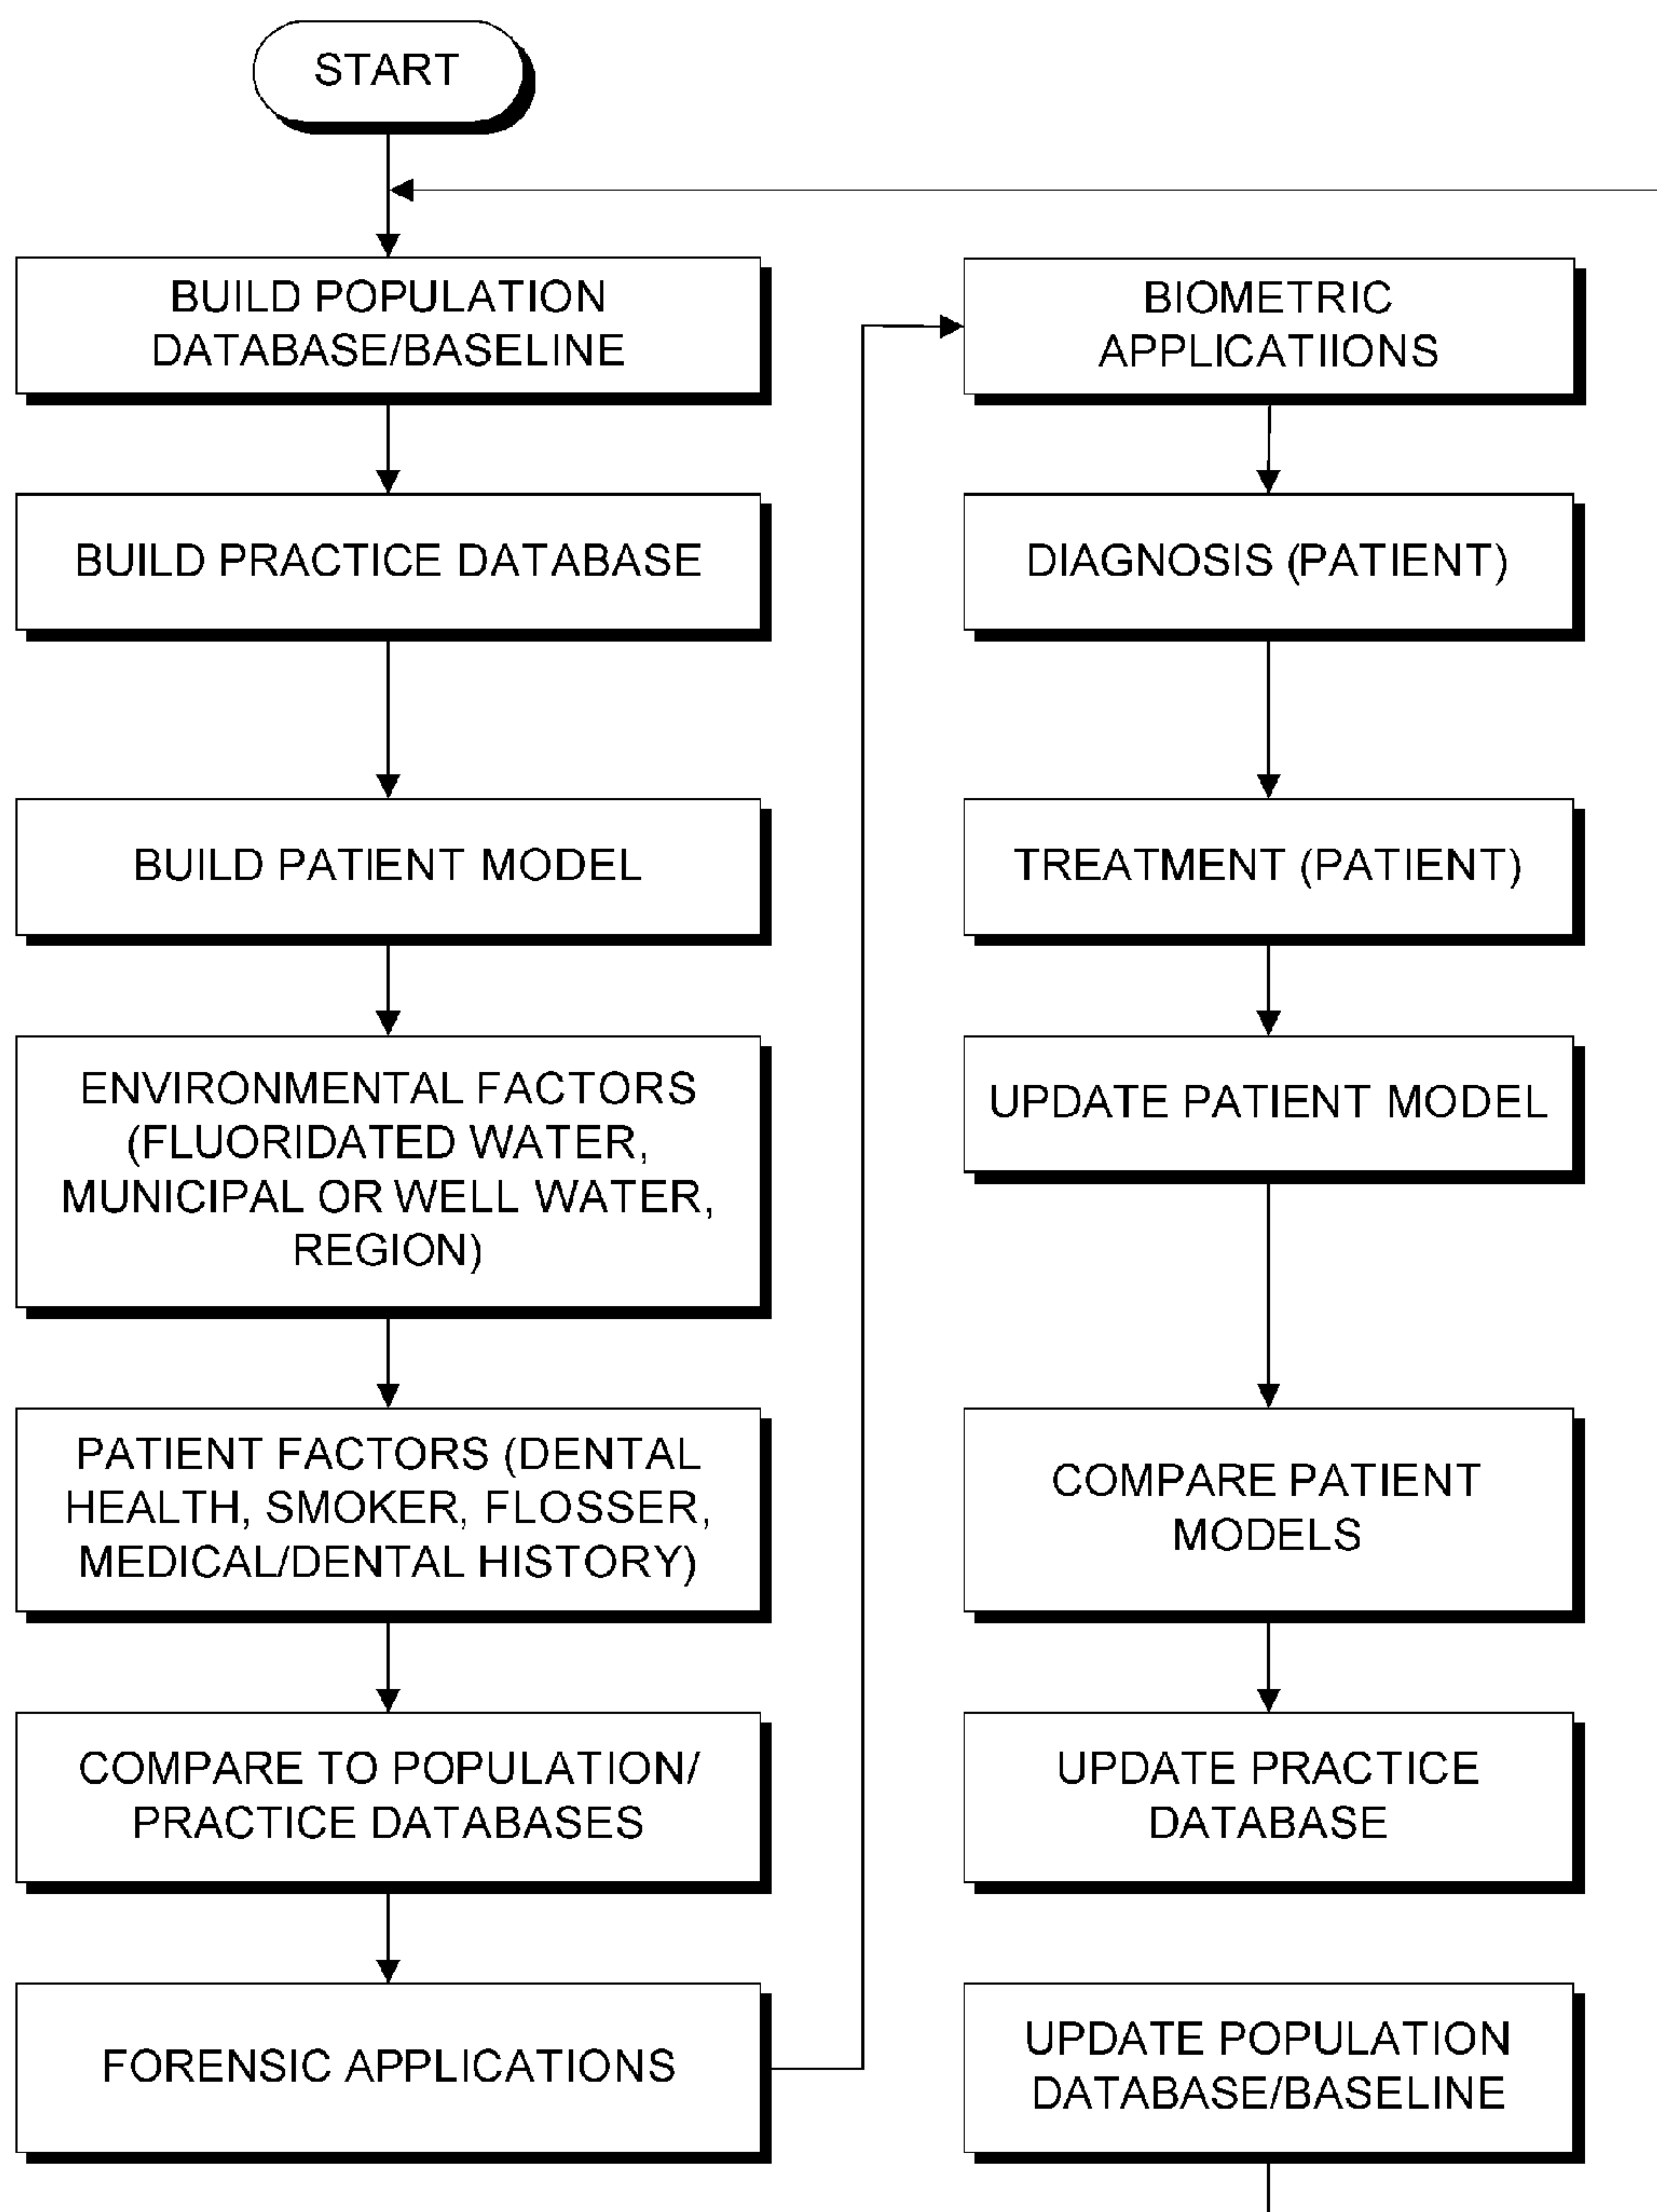 START
BUILD POPULATION
DATABASE/BASELINE
BUILD PRACTICE DATABASE
BUILD PATIENT MODEL
ENVIRONMENTAL FACTORS
(FLUORIDATED WATER,
MUNICIPAL OR WELL WATER,
REGION)
PATIENT FACTORS (DENTAL
HEALTH, SMOKER, FLOSSER,
MEDICAL/DENTAL HISTORY)
COMPARE TO POPULATION/
PRACTICE DATABASES
FORENSIC APPLICATIONS
BIOMETRIC
APPLICATIIONS
DIAGNOSIS (PATIENT)
TREATMENT (PATIENT)
UPDATE PATIENT MODEL
COMPARE PATIENT
MODELS
UPDATE PRACTICE
DATABASE
UPDATE POPULATION
DATABASE/BASELINE